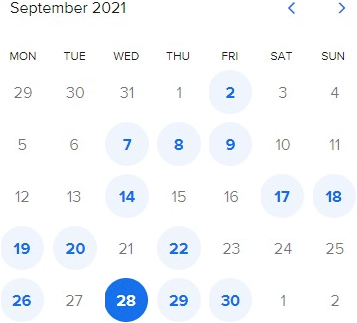 September 2021
MON TUE WED THU FRI SAT SUN
29 30 31 1 2 3 4
5 6 7 8 9 10 11
12 13 14 15 16 17 18
19 20 21 22 23 24 25
26 27 28 29 30 1 2